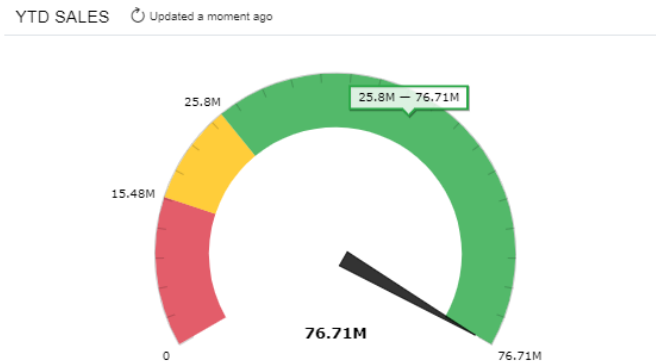 YTD SALES Updated a moment ago
25.8M — 76.71M
25.8M
15.48M
76.71M
0
76.71M